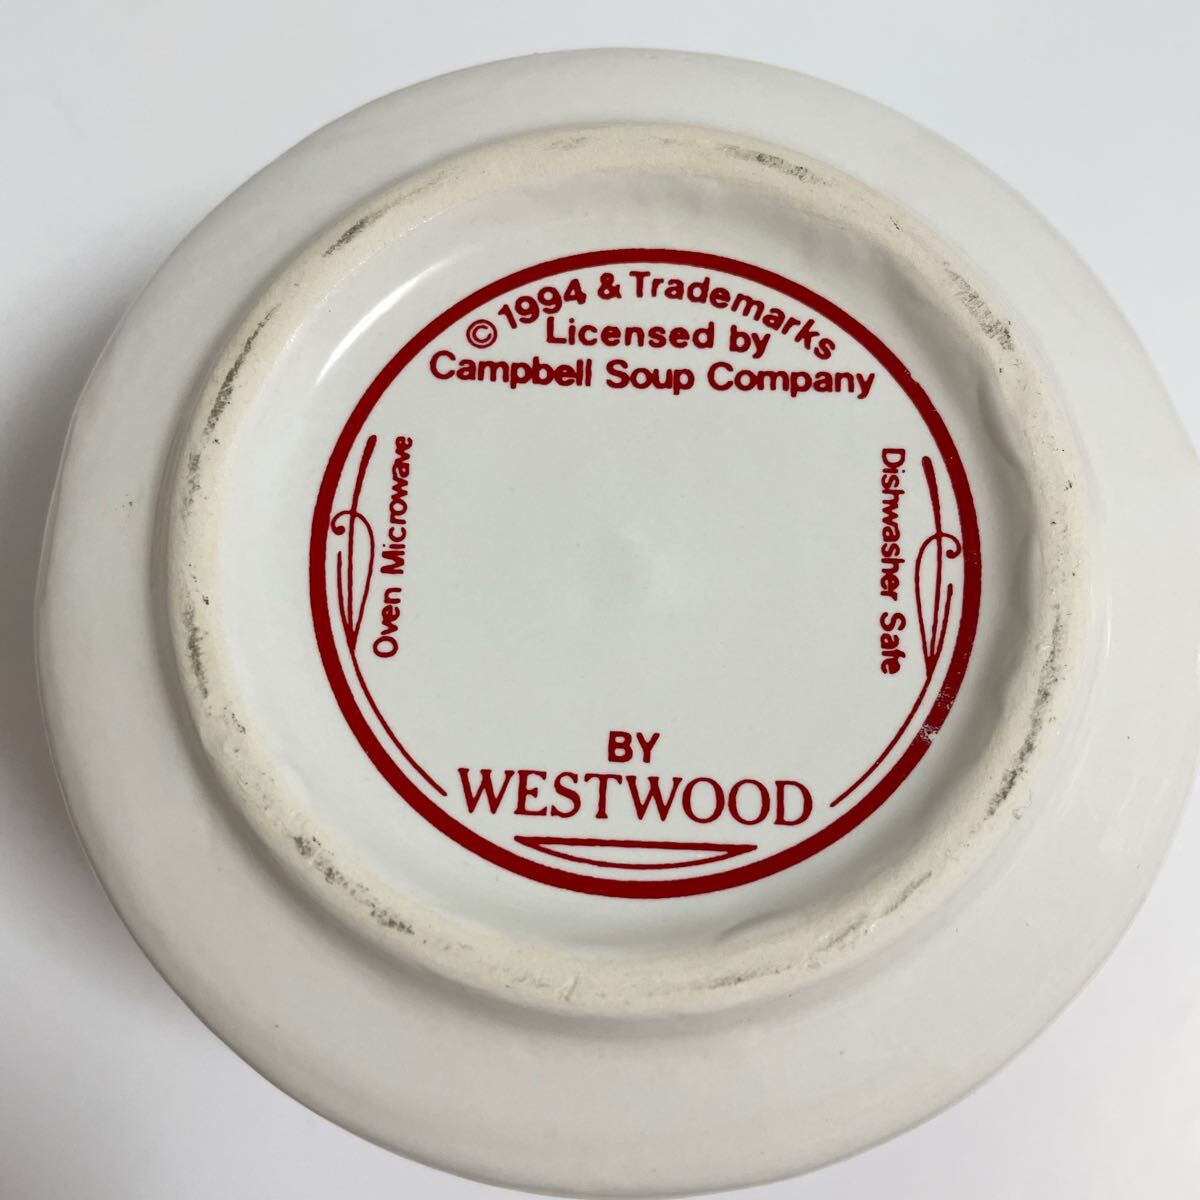 © 1994 & Trademarks
Licensed by
Campbell Soup Company
Oven Microwave
Dishwasher Safe
BY
WESTWOOD